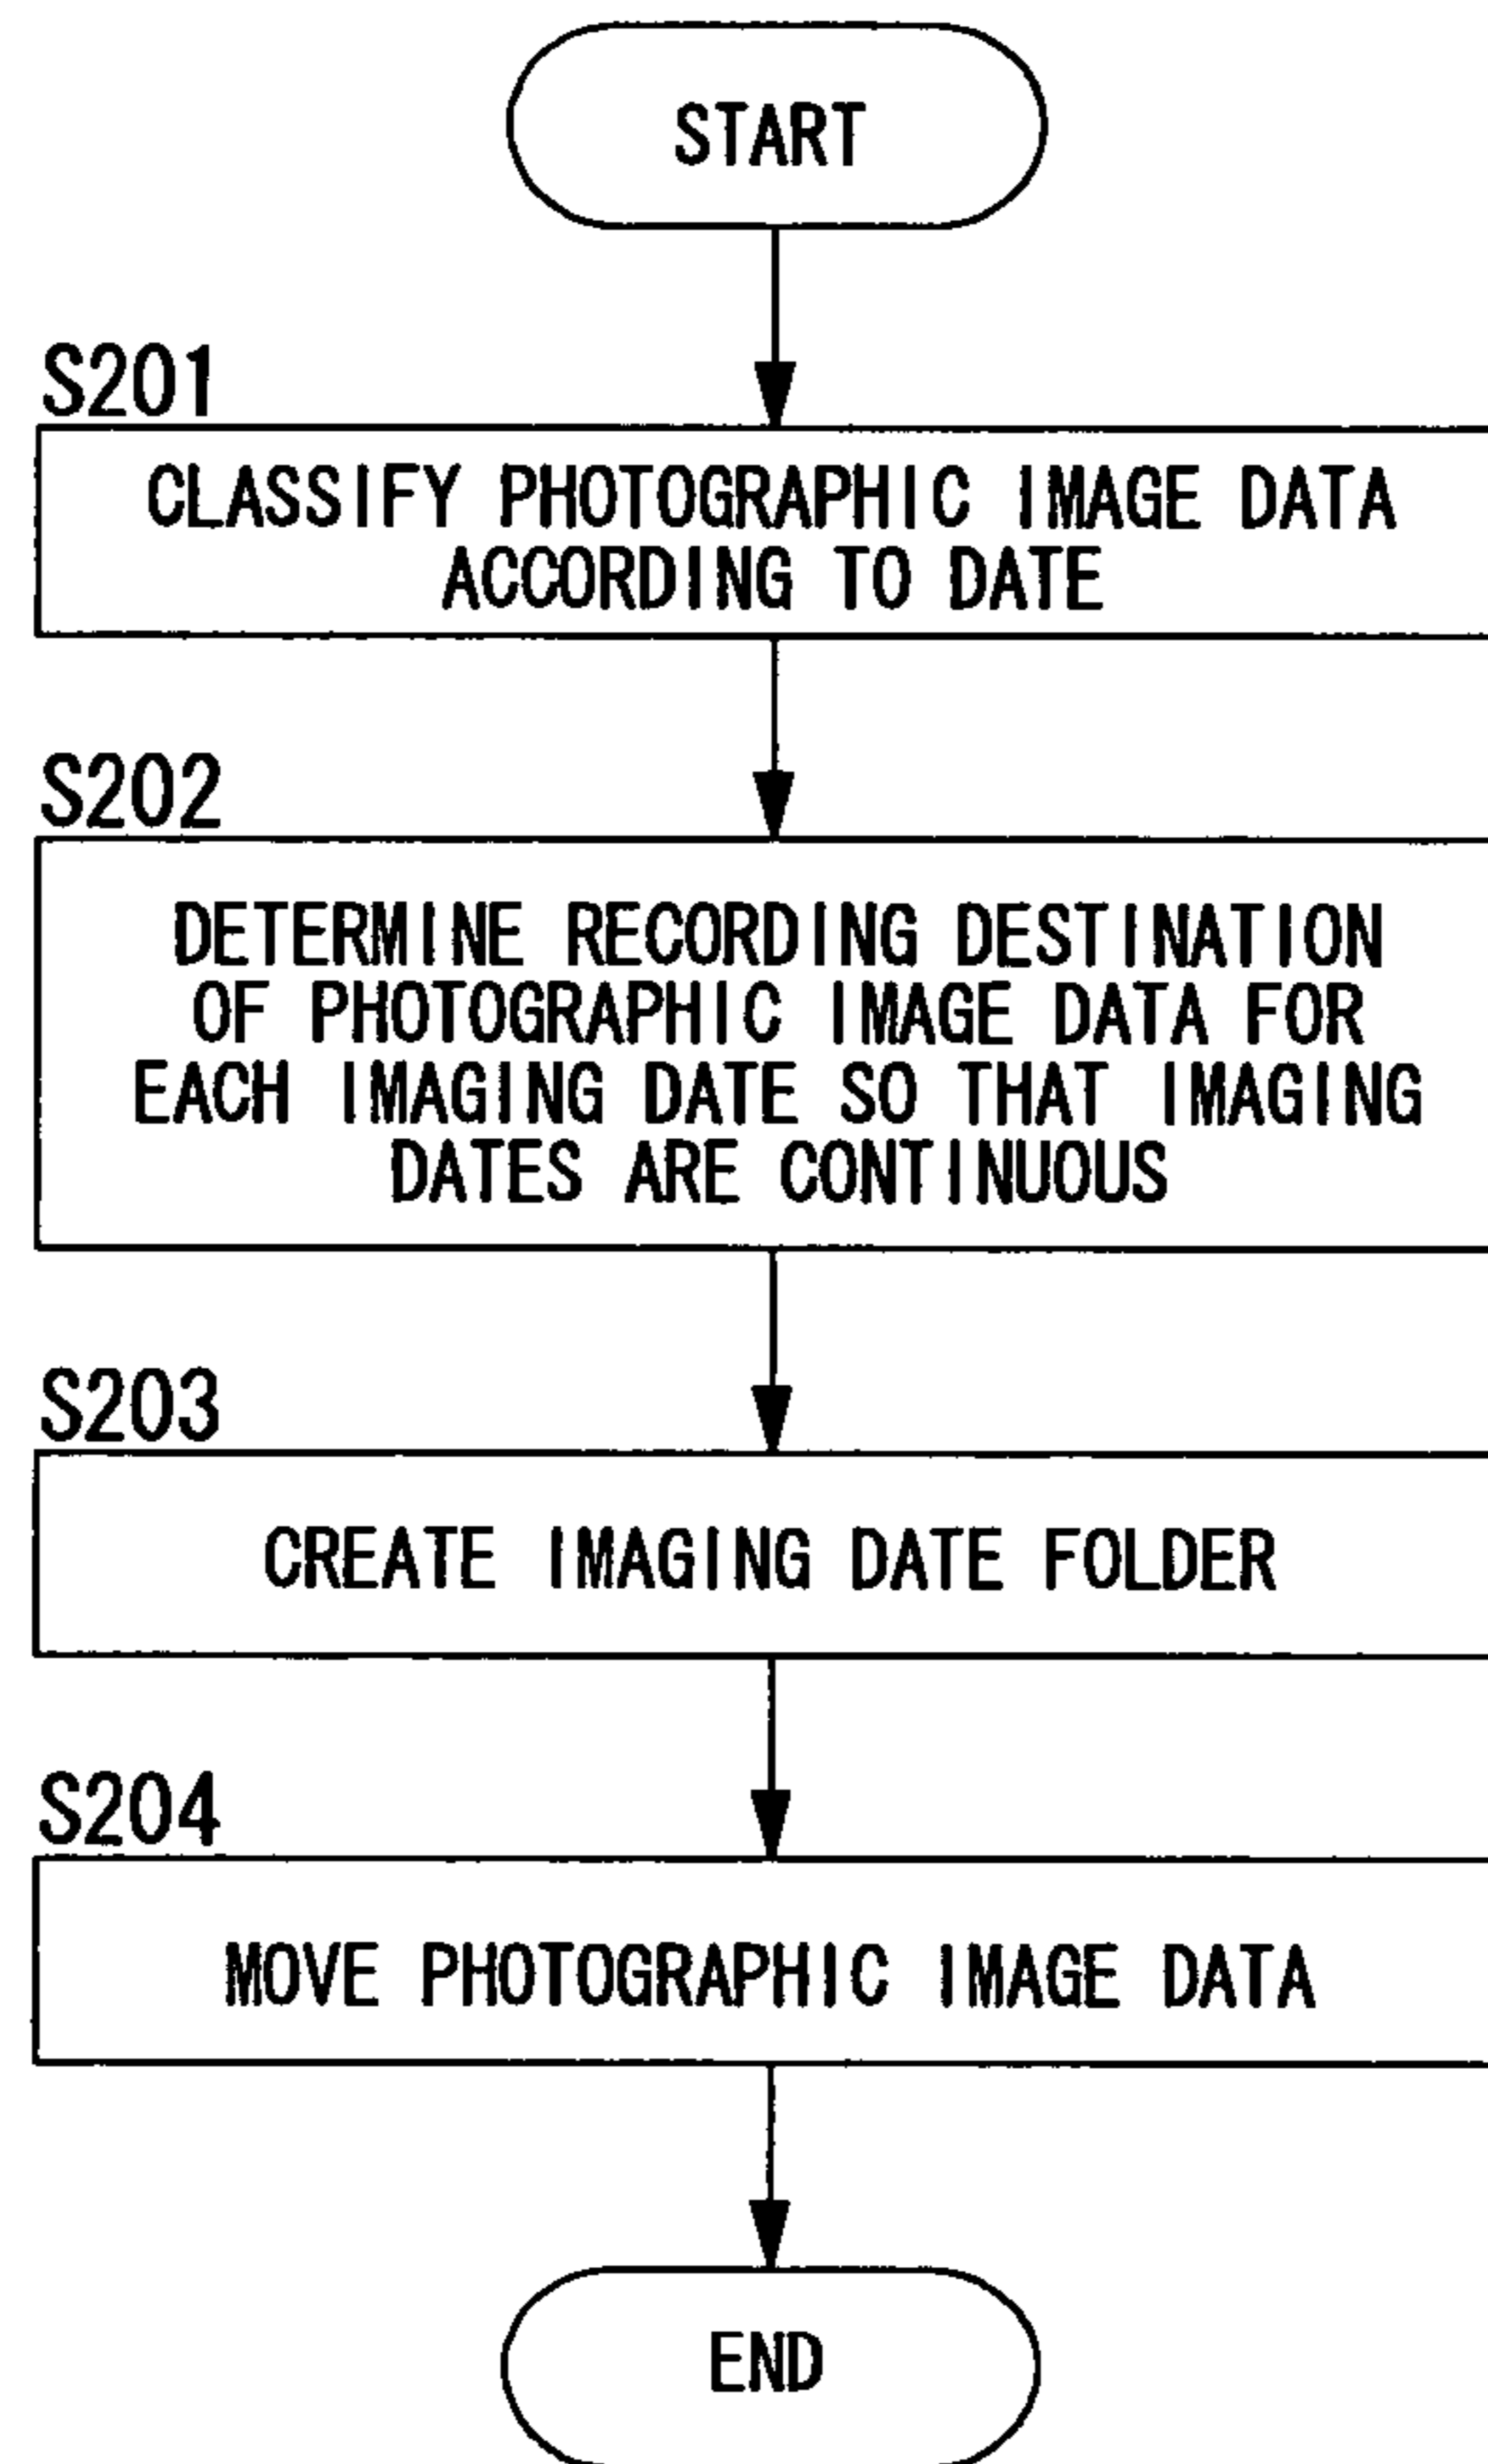 START
S201
CLASSIFY PHOTOGRAPHIC IMAGE DATA
ACCORDING TO DATE
S202
DETERMINE RECORDING DESTINATION
OF PHOTOGRAPHIC IMAGE DATA FOR
EACH IMAGING DATE SO THAT IMAGING
DATES ARE CONTINUOUS
S203
CREATE IMAGING DATE FOLDER
S204
MOVE PHOTOGRAPHIC IMAGE DATA
END